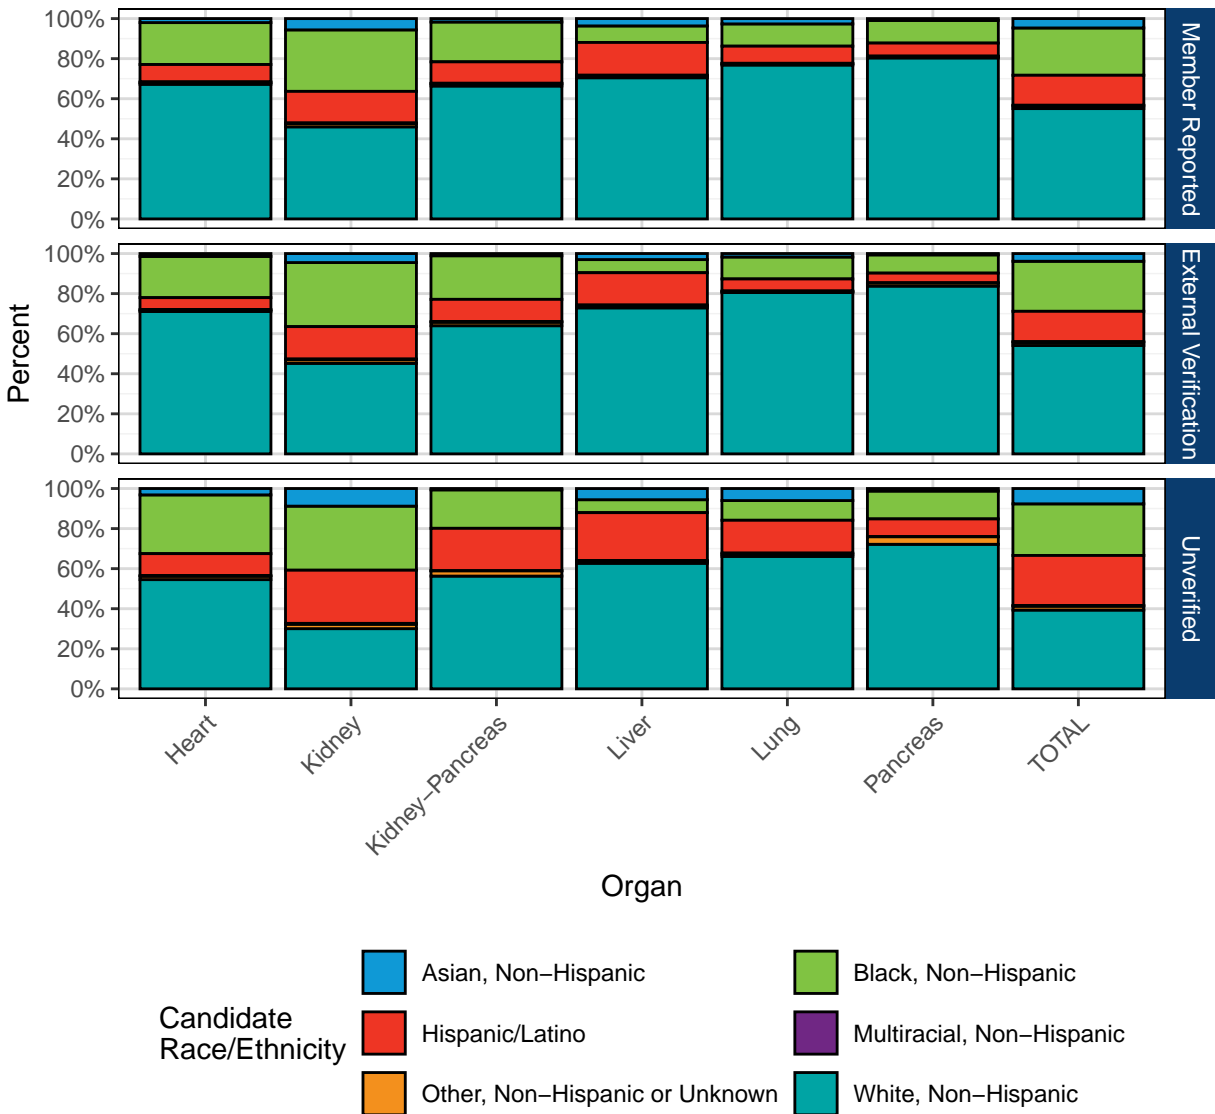 100%
80%
60%
40%
20%
0%
Member Reported
100%
80%
60%
40%
20%
0%
External Verification
100%
80%
60%
40%
20%
0%
Unverified
Percent
Heart
Kidney
Kidney−Pancreas
Liver
Lung
Pancreas
TOTAL
Organ
Candidate
Race/Ethnicity
Asian, Non−Hispanic
Black, Non−Hispanic
Hispanic/Latino
Multiracial, Non−Hispanic
Other, Non−Hispanic or Unknown
White, Non−Hispanic